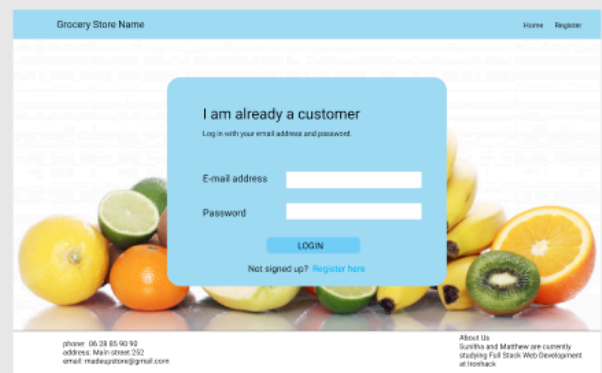 Grocery Store Name
Home Register
I am already a customer
Log in with your email address and password.
E-mail address
Password
LOGIN
Not signed up? Register here
phone: 06 28 85 90 90
address: Main street 252
email: madeupstore@gmail.com
About Us
Sunitha and Matthew are currently
studying Full Stack Web Development
at Ironhack